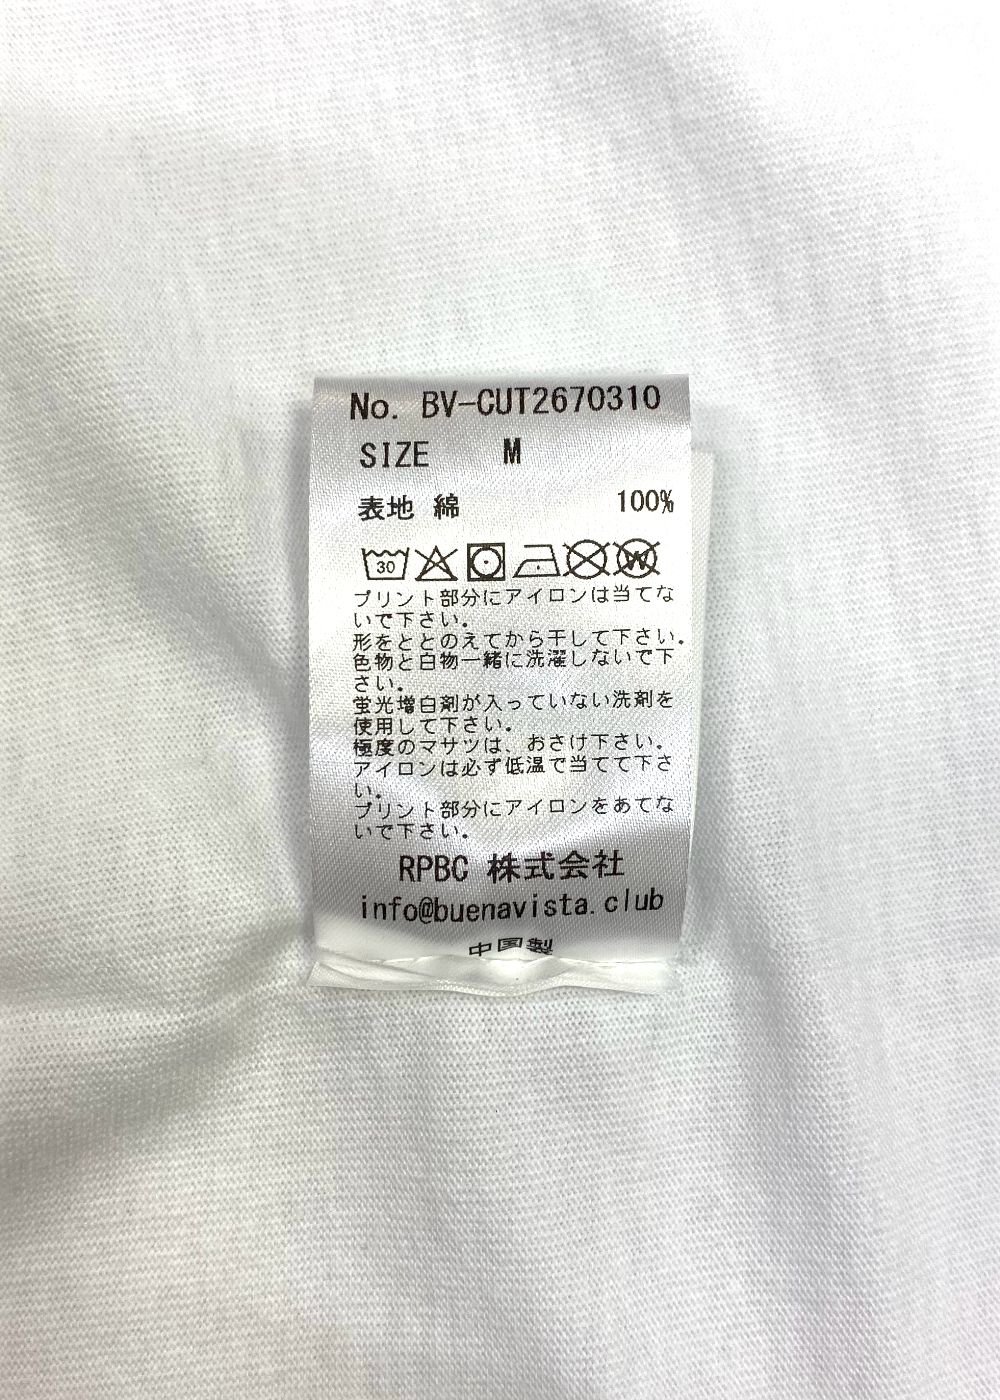 No. BV-CUT2670310
SIZE M
表地 綿 100%
30
W
プリント部分にアイロンは当てな
いで下さい。
形をととのえてから干して下さい。
色物と白物一緒に洗濯しないで下
さい。
蛍光増白剤が入っていない洗剤を
使用して下さい。
極度のマサツは、おさけ下さい。
アイロンは必ず低温で当てて下さ
い。
プリント部分にアイロンをあてな
いで下さい。
RPBC 株式会社
info@buenavista.club
中国製